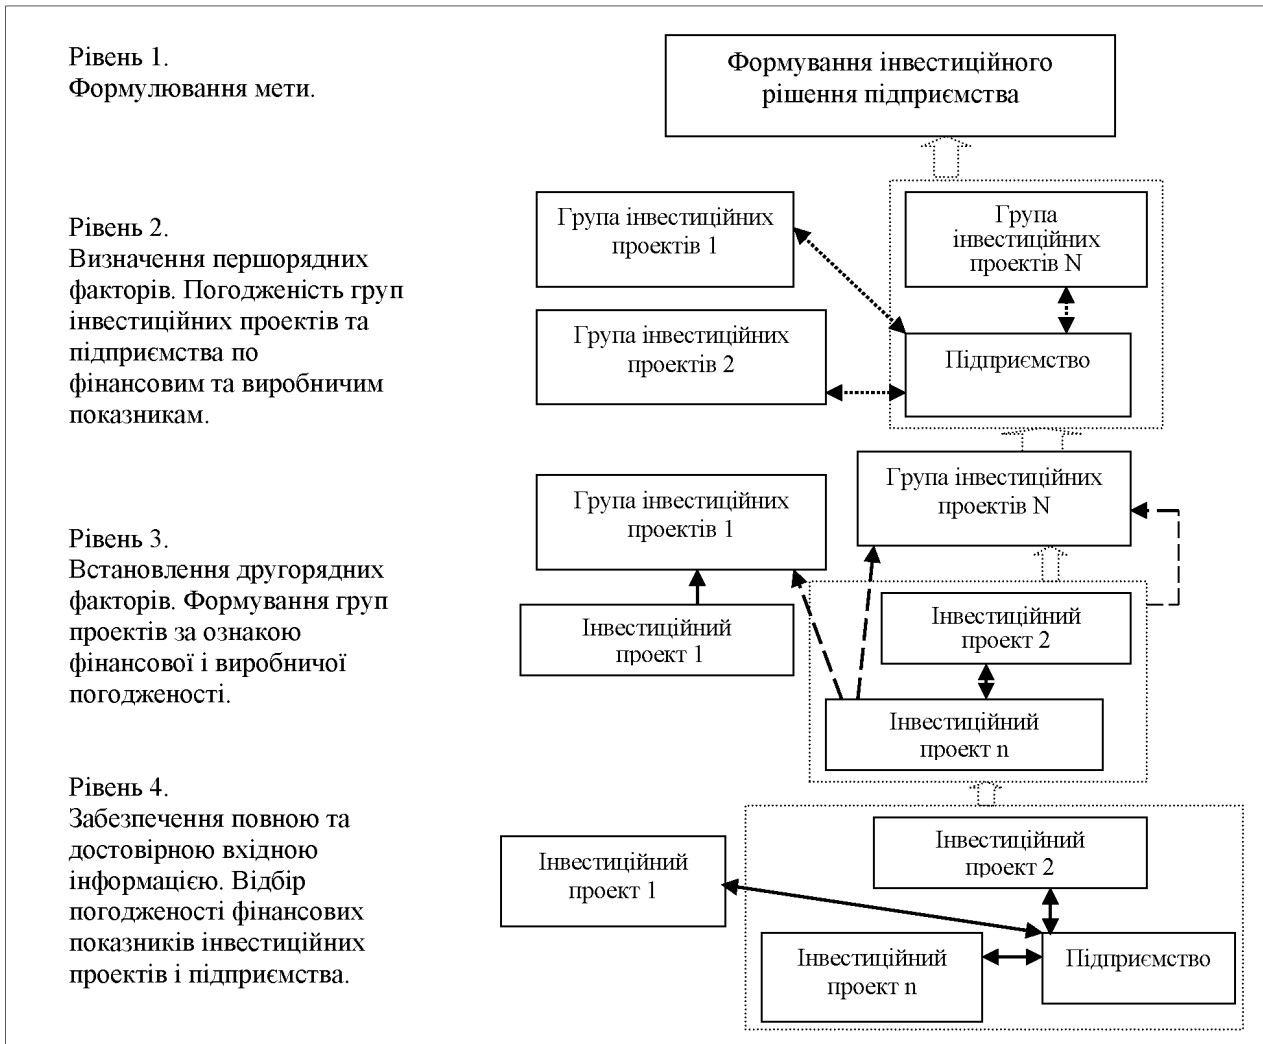 Рівень 1.
Формулювання мети.
Формування інвестиційного
рішення підприємства
Рівень 2.
Визначення першорядних
факторів. Погодженість груп
інвестиційних проектів та
підприємства по
фінансовим та виробничим
показникам.
Група інвестиційних
проектів 1
Група
інвестиційних
проектів N
Група інвестиційних
проектів 2
Підприємство
Рівень 3.
Встановлення другорядних
факторів. Формування груп
проектів за ознакою
фінансової і виробничої
погодженості.
Група інвестиційних
проектів N
Група інвестиційних
проектів 1
Інвестиційний
проект 1
Інвестиційний
проект 2
Інвестиційний
проект n
Рівень 4.
Забезпечення повною та
достовірною вхідною
інформацією. Відбір
погодженості фінансових
показників інвестиційних
проектів і підприємства.
Інвестиційний
проект 1
Інвестиційний
проект 2
Інвестиційний
проект n
Підприємство